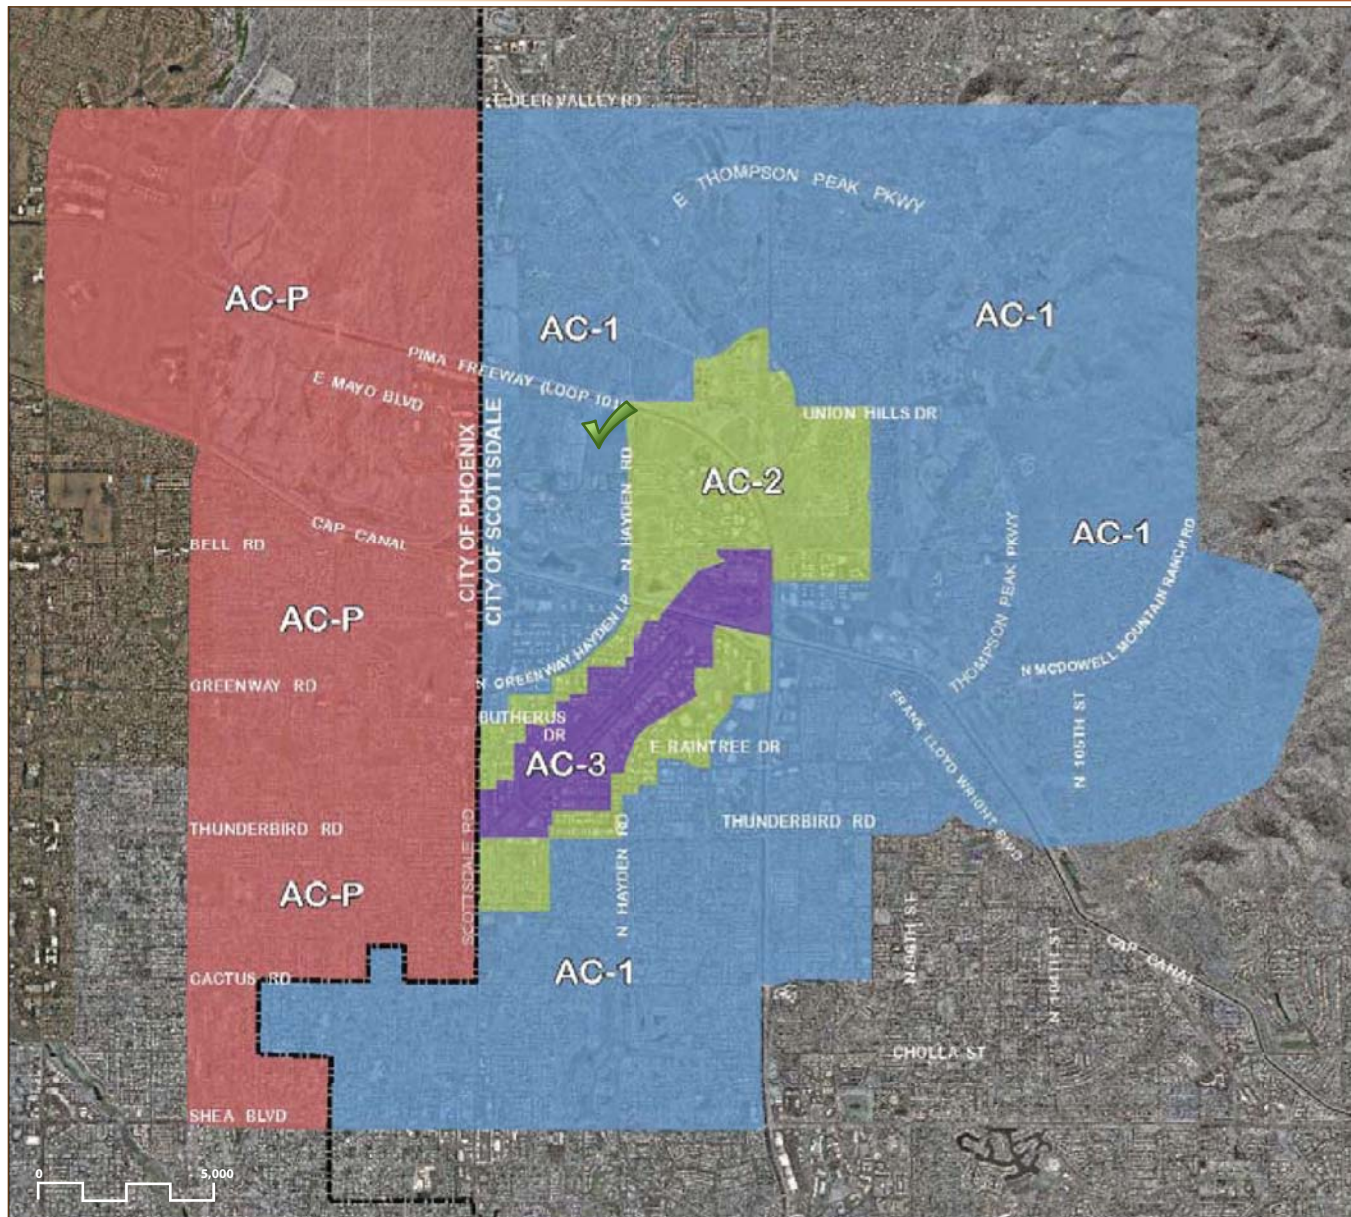 E DEER VALLEY RD
E THOMPSON PEAK PKWY
AC-P
AC-1
AC-1
PIMA FREEWAY (LOOP 101)
E MAYO BLVD
UNION HILLS DR
CITY OF PHOENIX
CITY OF SCOTTSDALE
N HAYDEN RD
AC-2
CAP CANAL
BELL RD
AC-1
THOMPSON PEAK PKWY
N MCDOWELL MOUNTAIN RANCH RD
AC-P
N GREENWAY HAYDEN LP
GREENWAY RD
BUTHERUS
DR
E RAINTREE DR
AC-3
FRANK LLOYD WRIGHT BLVD
N 105TH ST
THUNDERBIRD RD
SCOTTSDALE RD
N HAYDEN RD
THUNDERBIRD RD
AC-P
N 96TH ST
N 104TH ST
CAP CANAL
CACTUS RD
AC-1
CHOLLA ST
SHEA BLVD
0 5,000